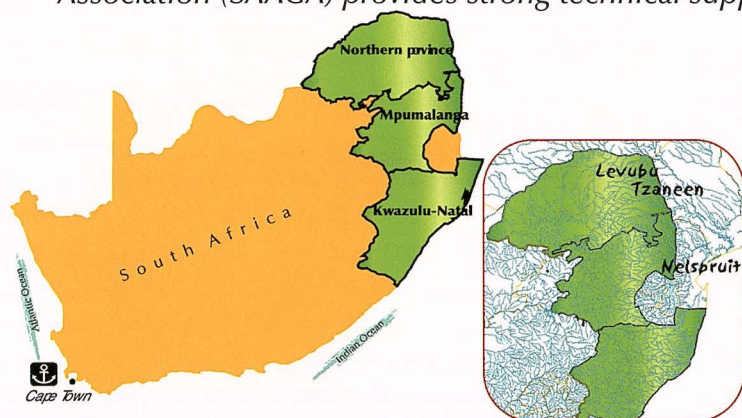 Association (SAAGA) provides strong technical supp
Northern povince
Mpumalanga
Kwazulu-Natal
South Africa
Atlantic Ocean
Indian Ocean
Cape Town
Levubu
Tzaneen
Nelspruit